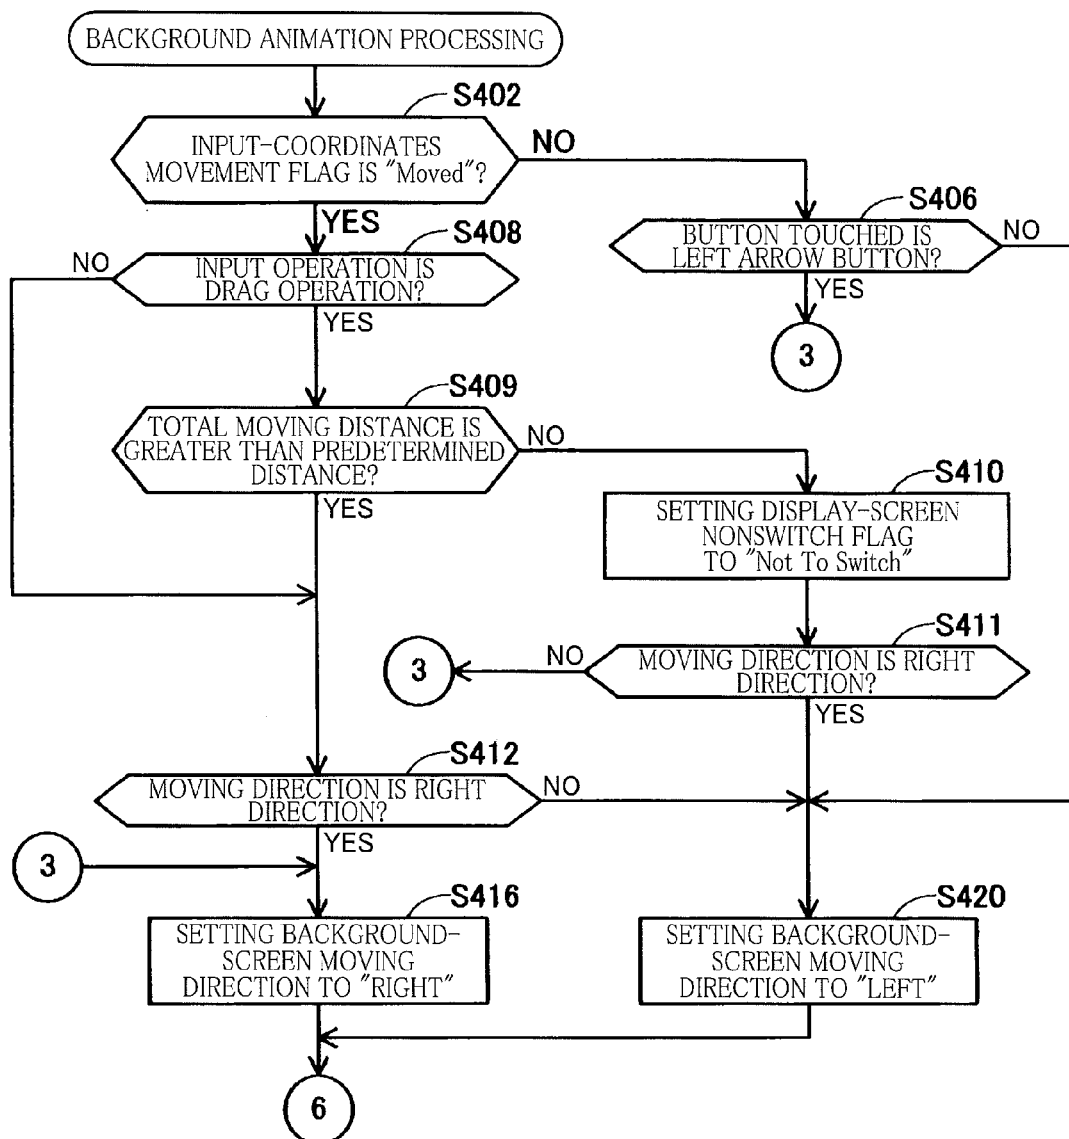 BACKGROUND ANIMATION PROCESSING
S402
INPUT-COORDINATES
MOVEMENT FLAG IS "Moved"?
NO
YES
S406
BUTTON TOUCHED IS
LEFT ARROW BUTTON?
NO
YES
3
S408
NO
INPUT OPERATION IS
DRAG OPERATION?
YES
S409
TOTAL MOVING DISTANCE IS
GREATER THAN PREDETERMINED
DISTANCE?
NO
YES
S410
SETTING DISPLAY-SCREEN
NONSWITCH FLAG
TO "Not To Switch"
S411
3
NO
MOVING DIRECTION IS RIGHT
DIRECTION?
YES
S412
MOVING DIRECTION IS RIGHT
DIRECTION?
NO
YES
3
S416
SETTING BACKGROUND-
SCREEN MOVING
DIRECTION TO "RIGHT"
S420
SETTING BACKGROUND-
SCREEN MOVING
DIRECTION TO "LEFT"
6